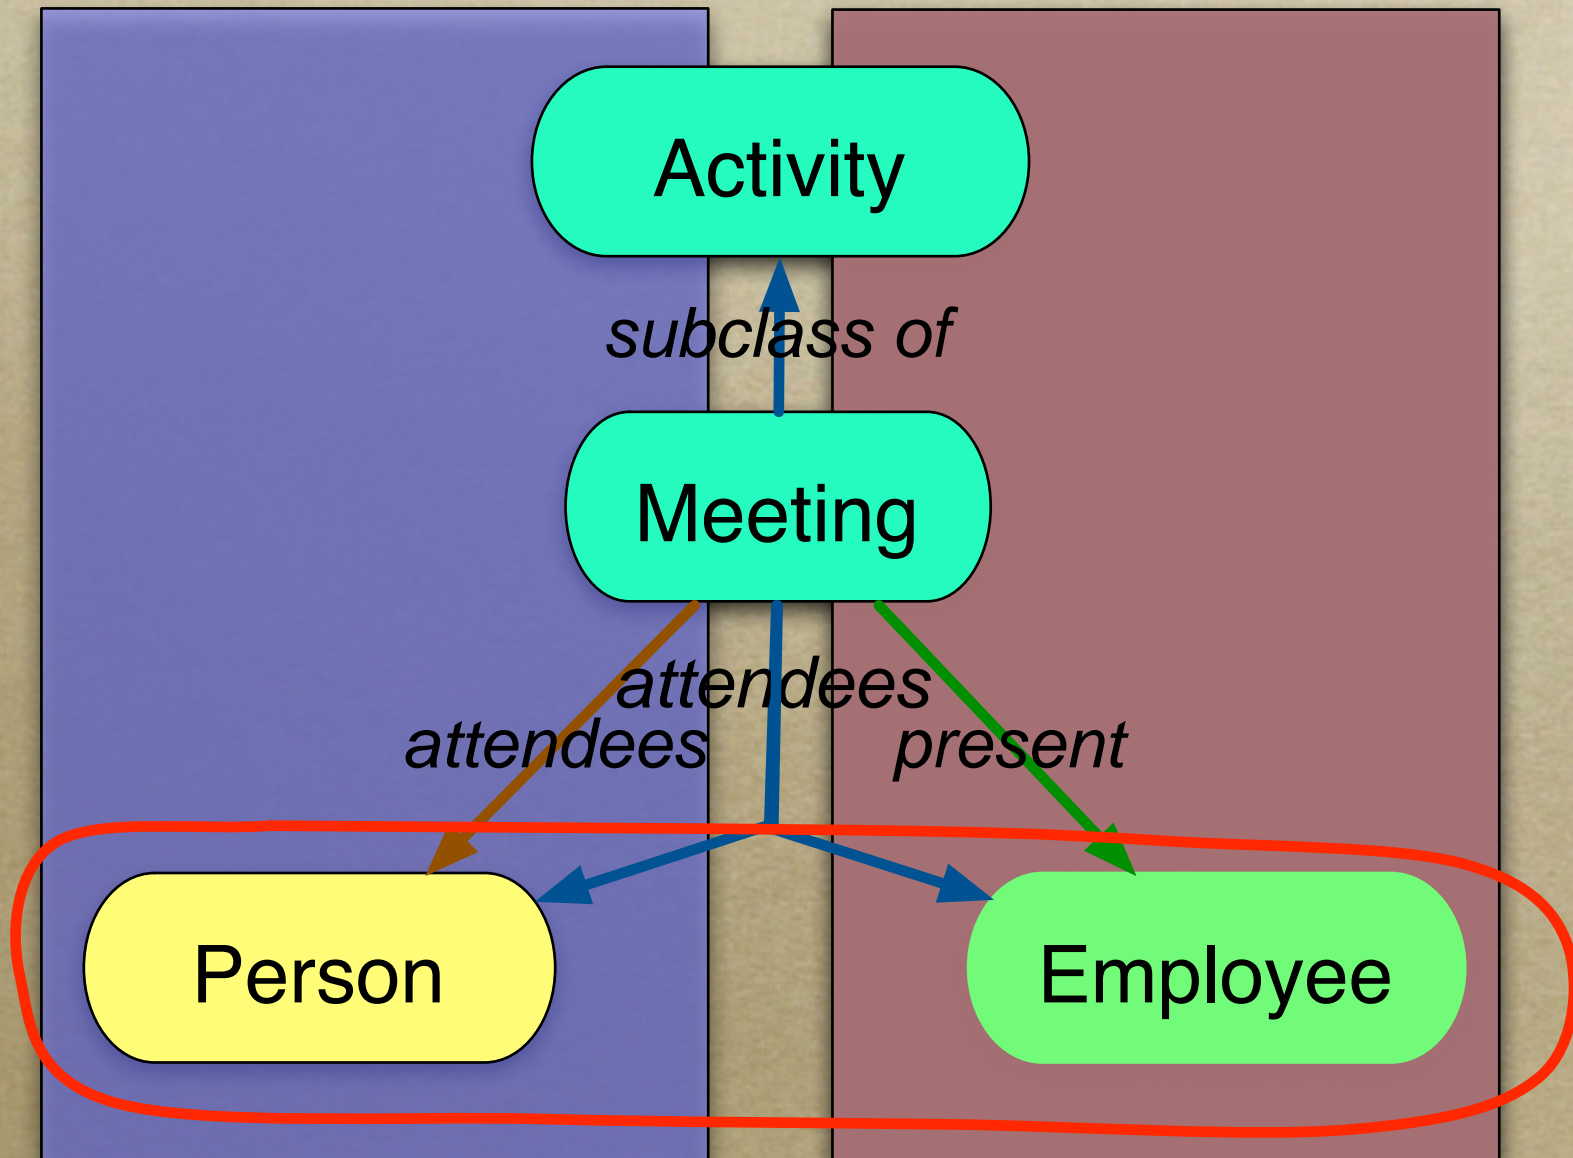 Activity
subclass of
Meeting
attendees
attendees
present
Person
Employee